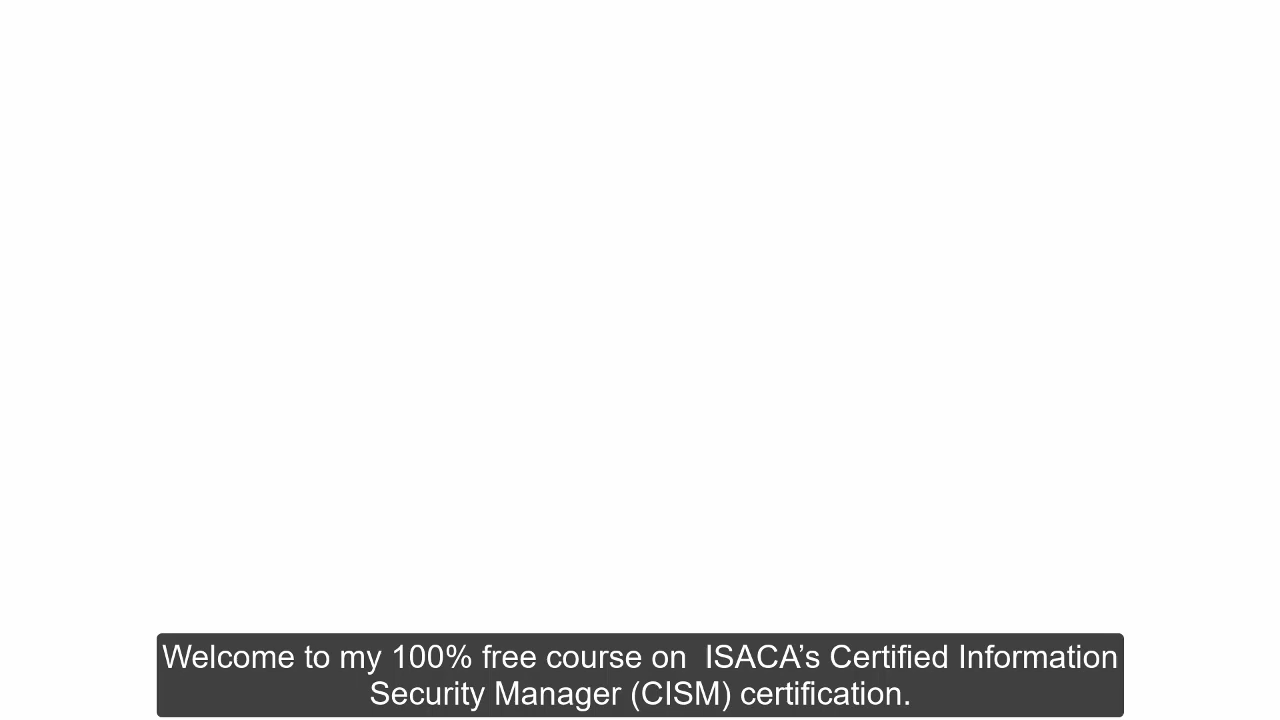 Welcome to my 100% free course on  ISACA’s Certified Information
Security Manager (CISM) certification.